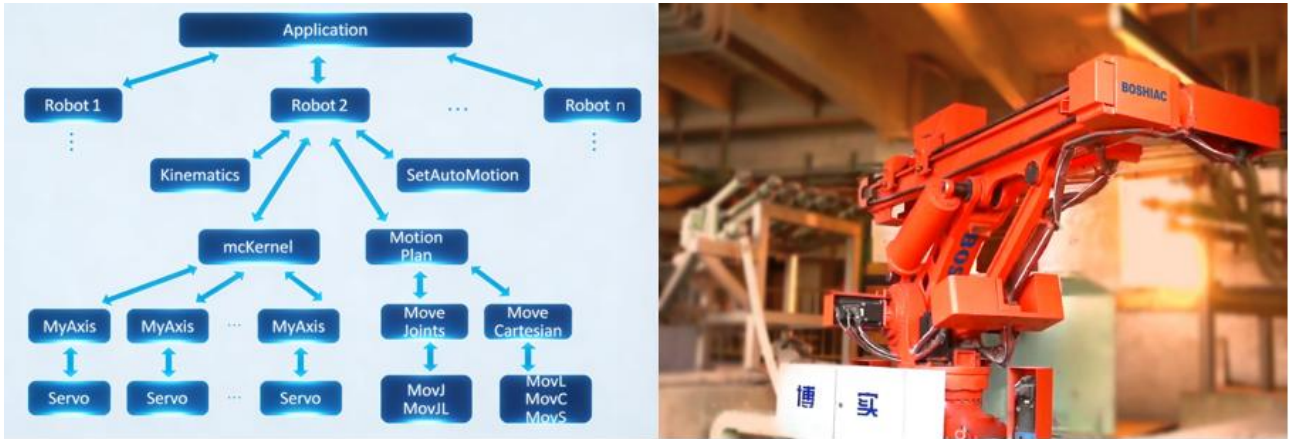 Application
Robot 1
Robot 2
...
Robot n
Kinematics
SetAutoMotion
mcKernel
Motion
Plan
MyAxis
MyAxis
...
MyAxis
Move
Joints
Move
Cartesian
Servo
Servo
...
Servo
MovJ
MovJL
MovL
MovC
MovS
BOSHIAC
BOS
博实